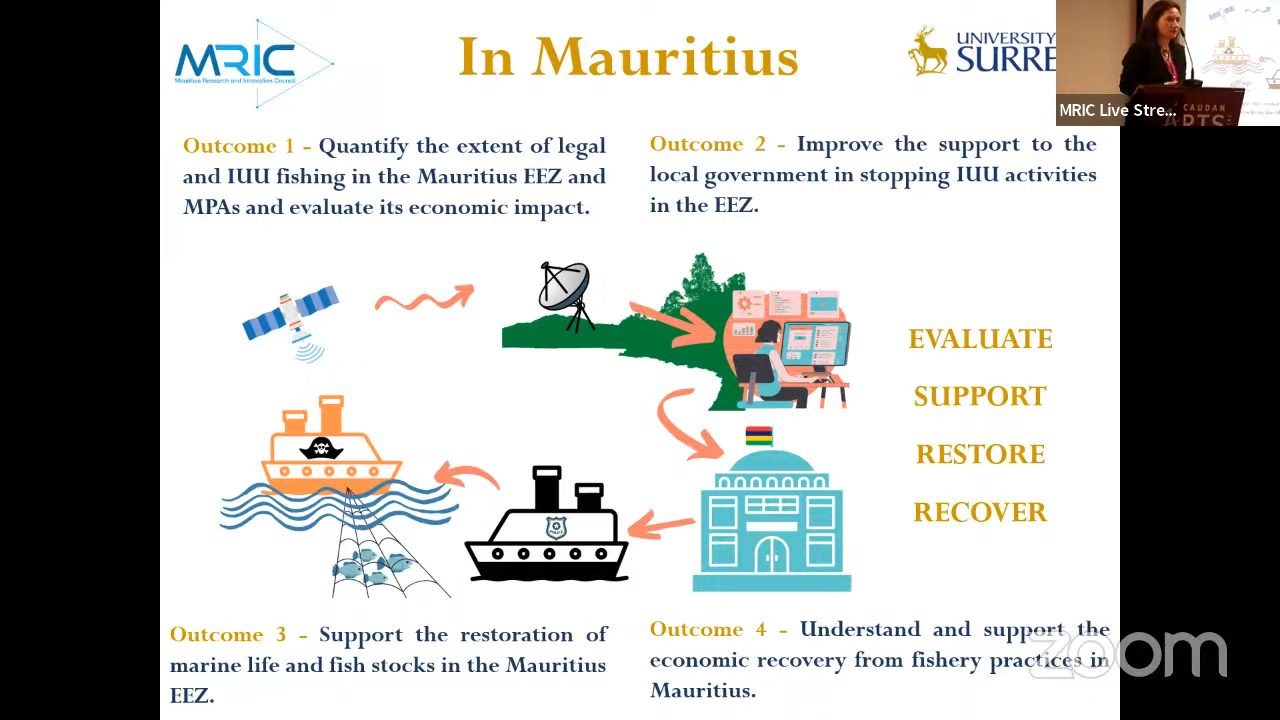 MRIC
Mauritius Research and Innovation Council
In Mauritius
UNIVERSITY
SURRE
MRIC Live Stre...
CAUDAN
ARTS
Outcome 1 - Quantify the extent of legal
and IUU fishing in the Mauritius EEZ and
MPAs and evaluate its economic impact.
Outcome 2 - Improve the support to the
local government in stopping IUU activities
in the EEZ.
EVALUATE
SUPPORT
RESTORE
RECOVER
POLICE
Outcome 3 - Support the restoration of
marine life and fish stocks in the Mauritius
EEZ.
Outcome 4 - Understand and support the
economic recovery from fishery practices in
Mauritius.
zoom